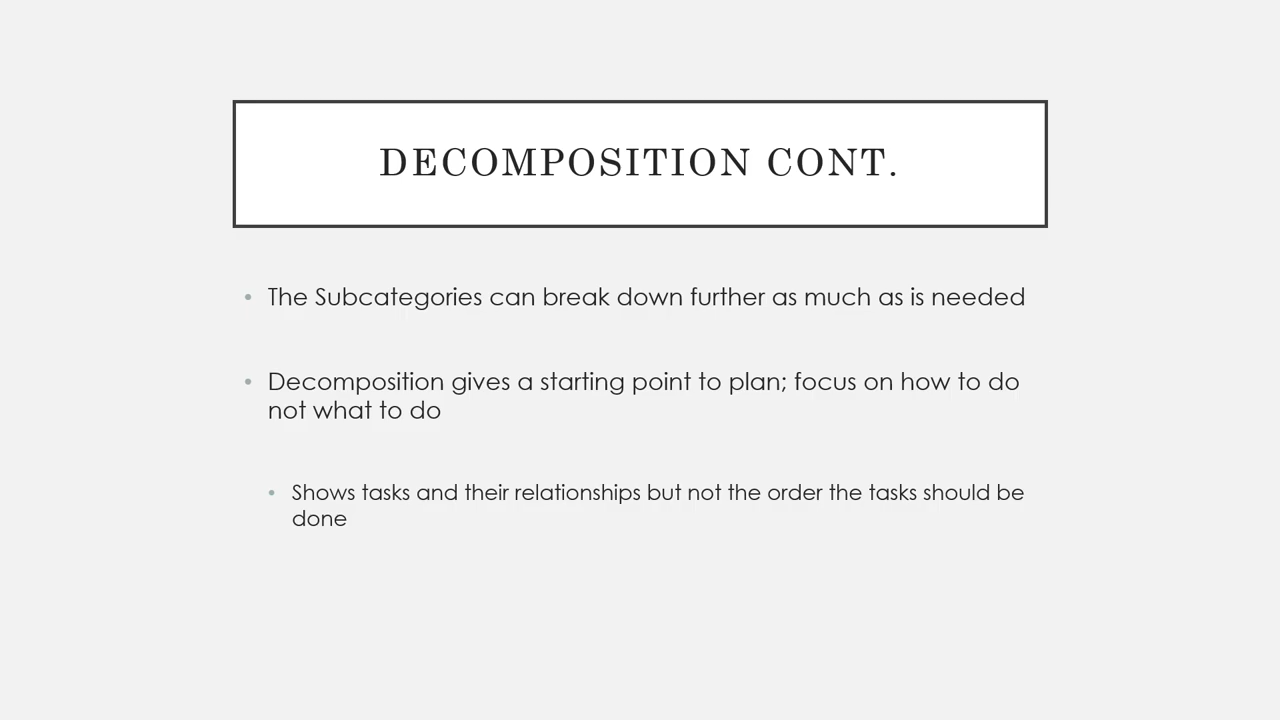 DECOMPOSITION CONT.
• The Subcategories can break down further as much as is needed
• Decomposition gives a starting point to plan; focus on how to do
not what to do
• Shows tasks and their relationships but not the order the tasks should be
done